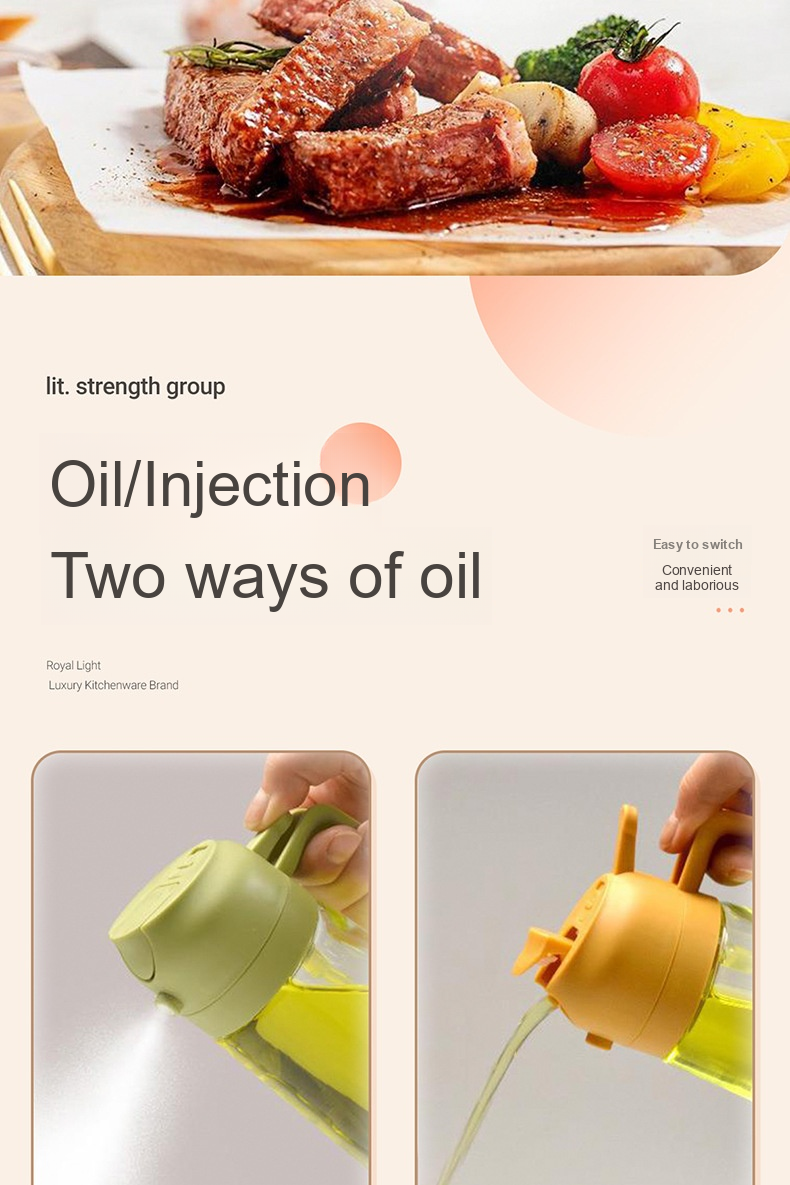 lit. strength group
Oil/Injection
Two ways of oil
Easy to switch
Convenient
and laborious
Royal Light
Luxury Kitchenware Brand